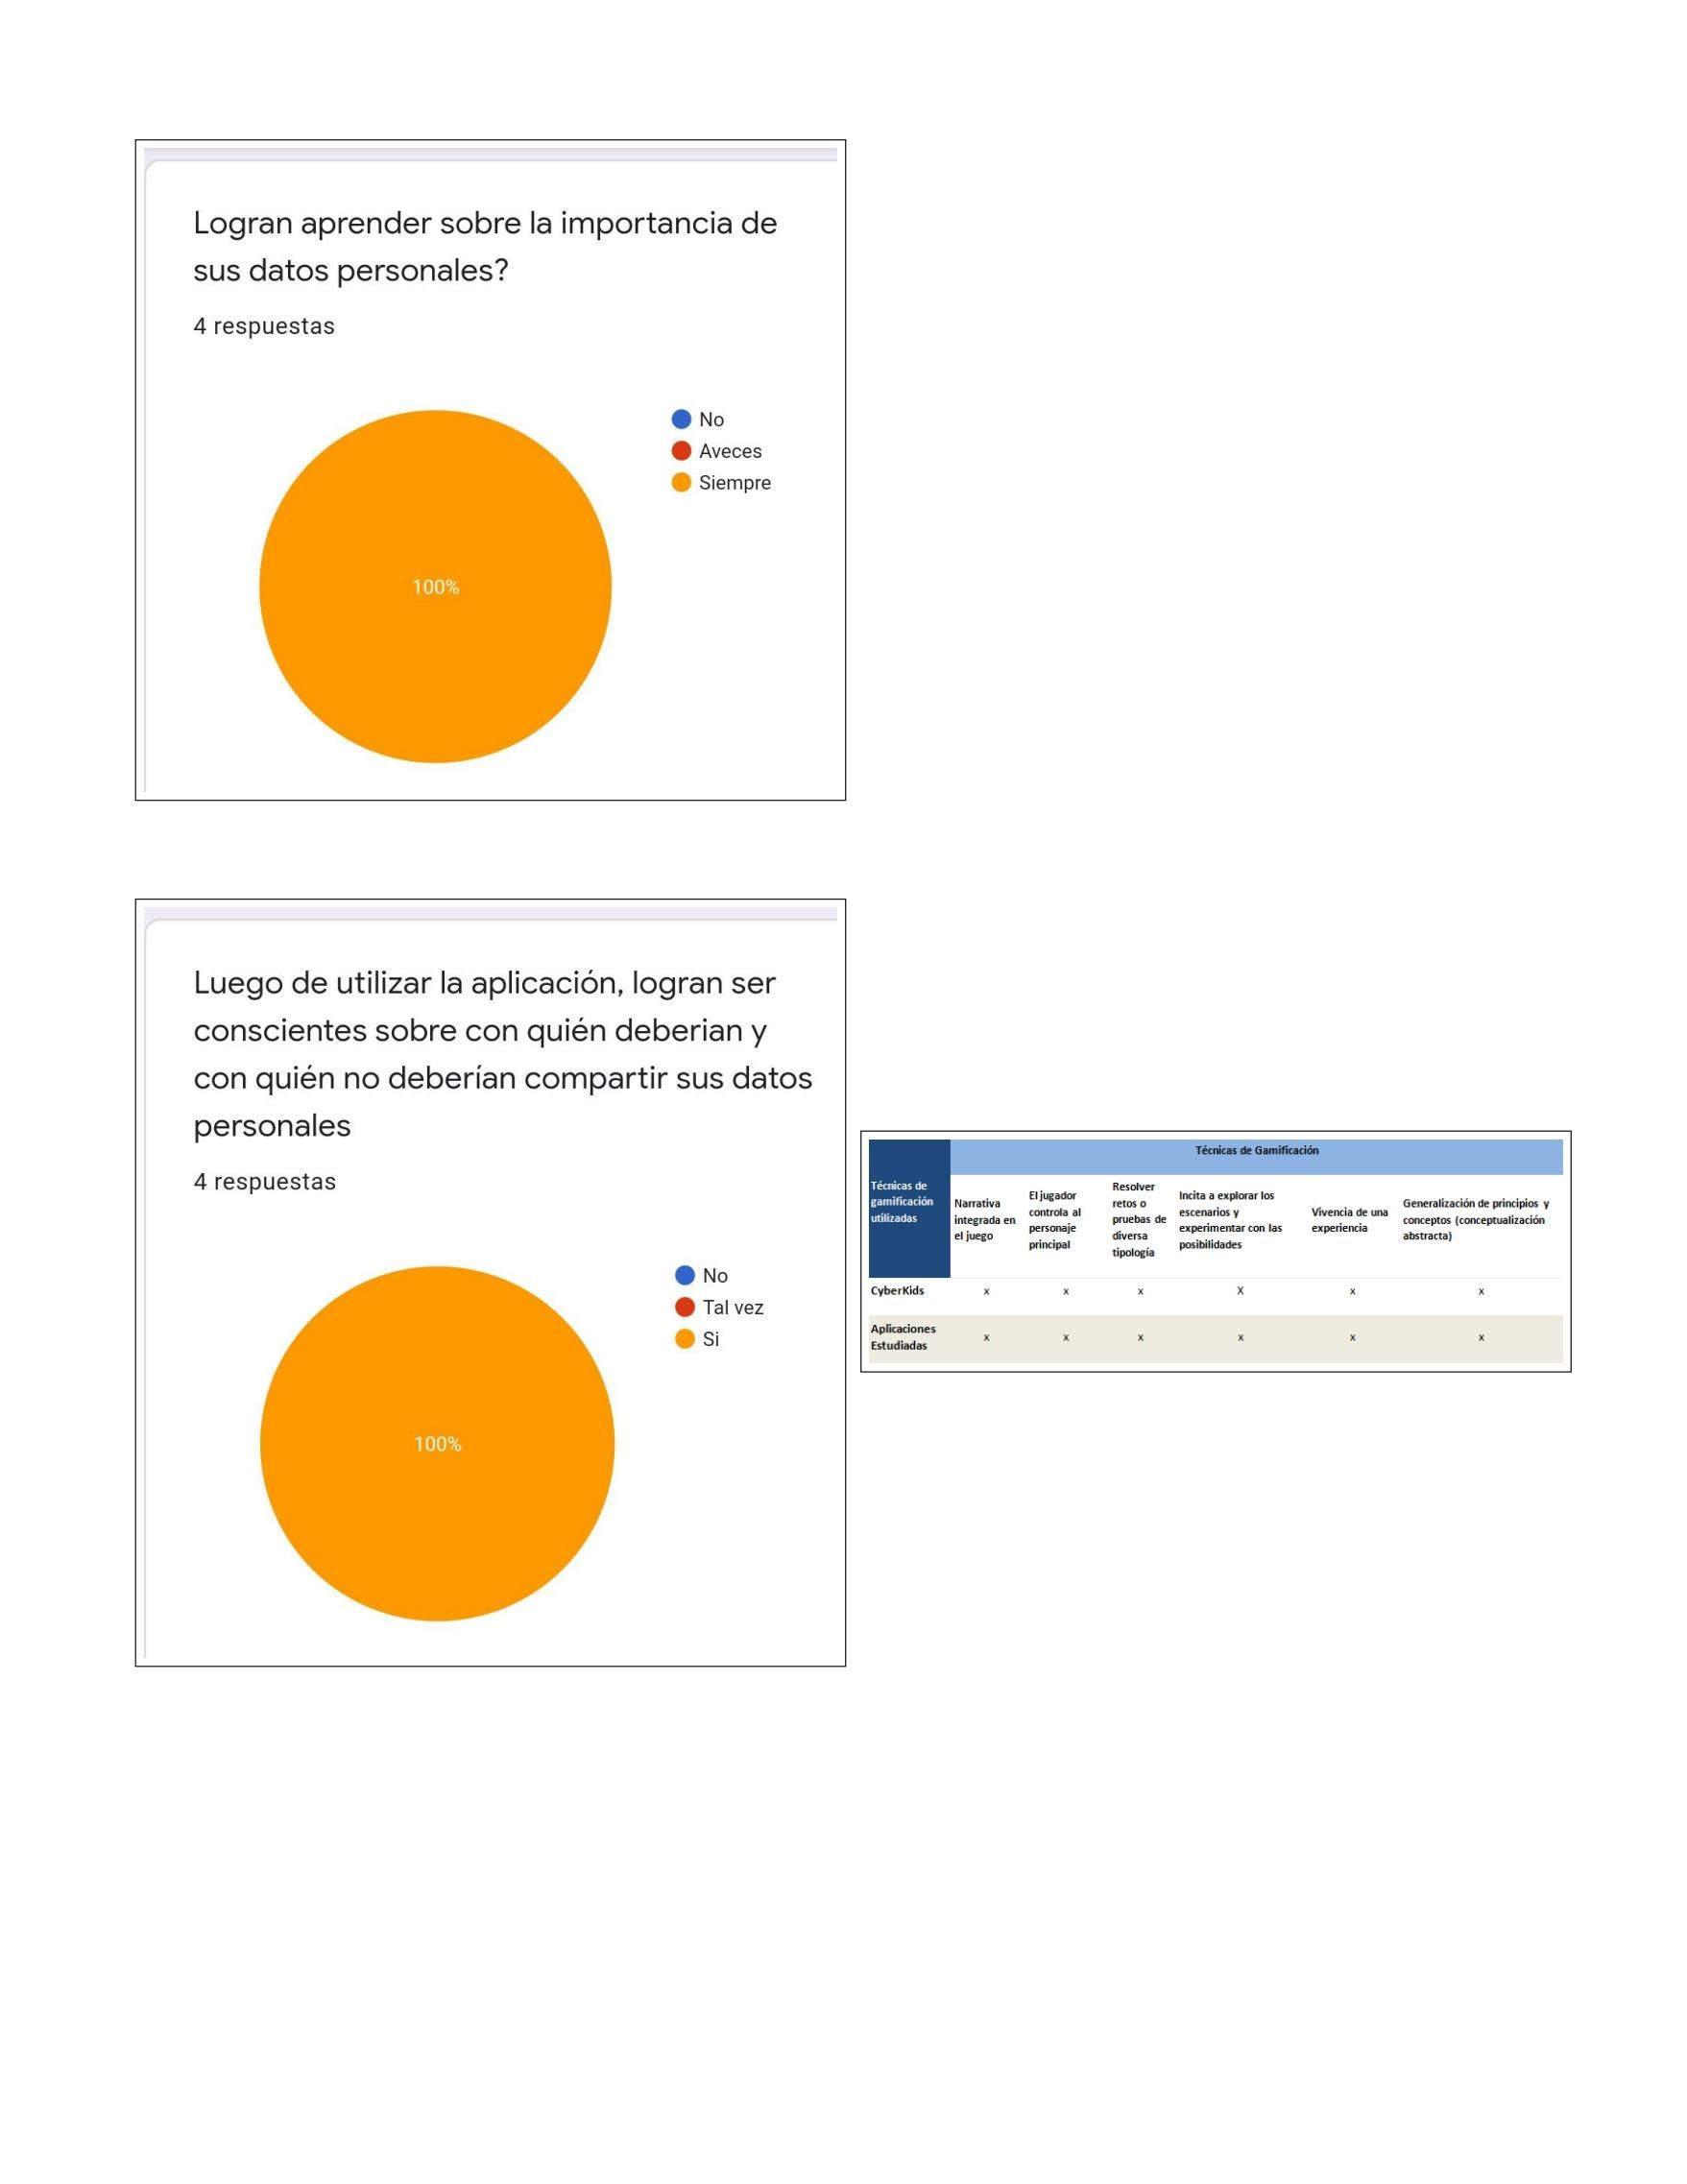 Logran aprender sobre la importancia de
sus datos personales?
4 respuestas
No
Aveces
Siempre
100%
Luego de utilizar la aplicación, logran ser
conscientes sobre con quién deberian y
con quién no deberían compartir sus datos
personales
4 respuestas
No
Tal vez
Si
100%
Técnicas de Gamificación
Técnicas de
gamificación
utilizadas
Narrativa
integrada en
el juego
El jugador
controla al
personaje
principal
Resolver
retos o
pruebas de
diversa
tipología
Incita a explorar los
escenarios y
experimentar con las
posibilidades
Vivencia de una
experiencia
Generalización de principios y
conceptos (conceptualización
abstracta)
CyberKids x x x X x x
Aplicaciones
Estudiadas x x x x x x